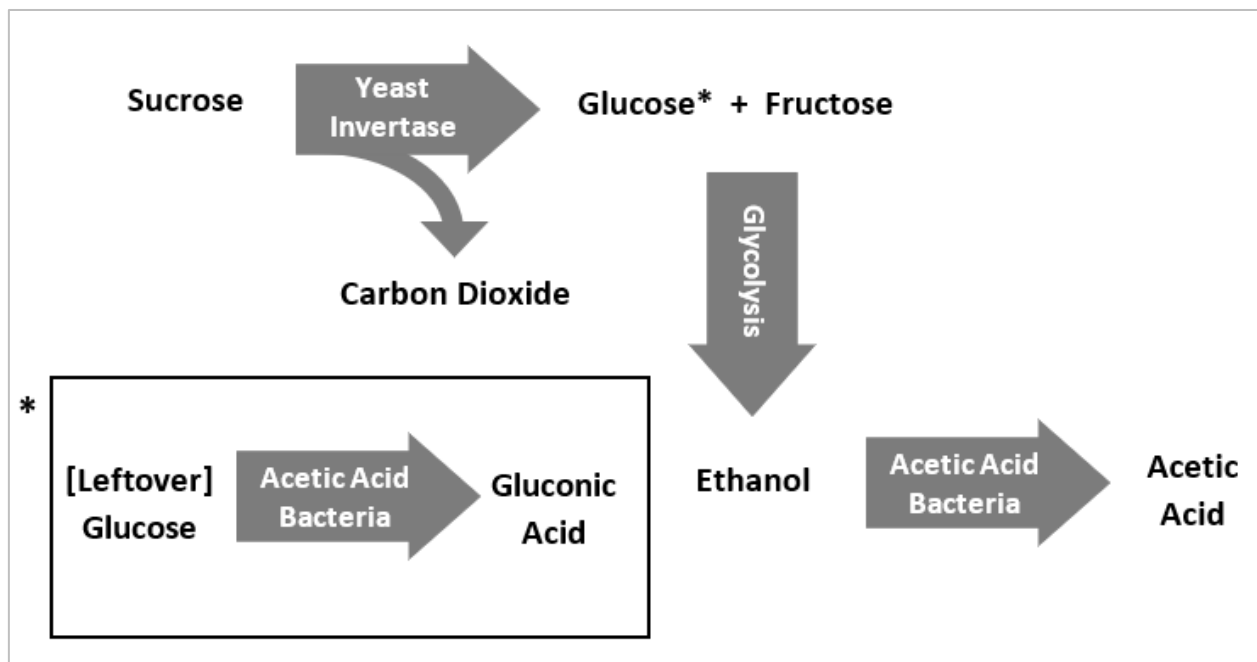 Sucrose
Yeast
Invertase
Glucose* + Fructose
Carbon Dioxide
Glycolysis
*
[Leftover]
Glucose
Acetic Acid
Bacteria
Gluconic
Acid
Ethanol
Acetic Acid
Bacteria
Acetic
Acid